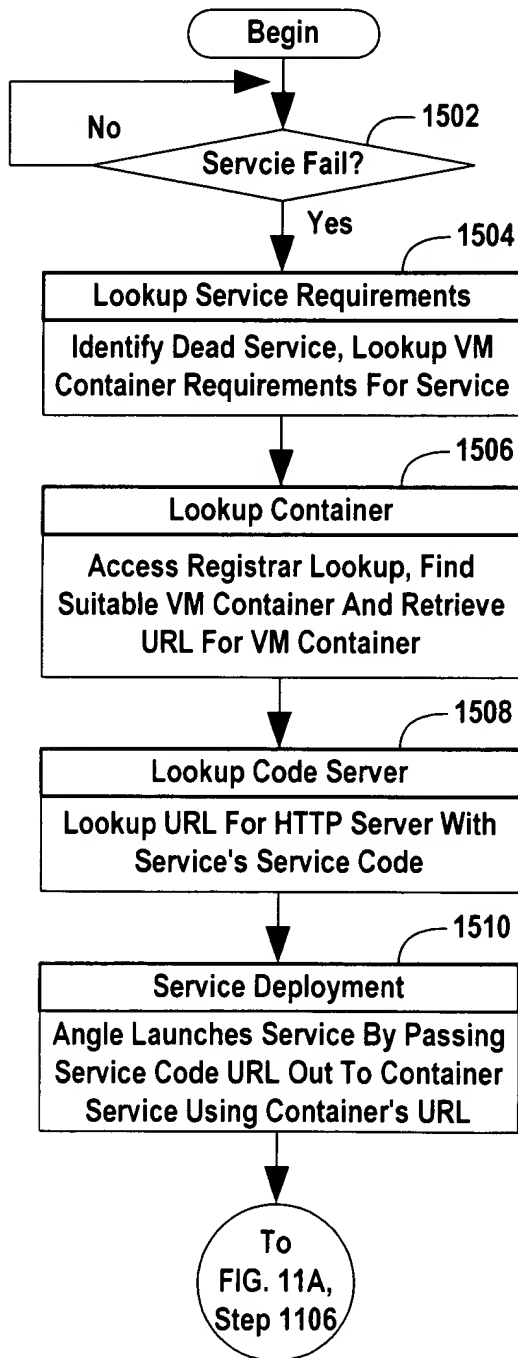 Begin
No
1502
Servcie Fail?
Yes
1504
Lookup Service Requirements
Identify Dead Service, Lookup VM
Container Requirements For Service
1506
Lookup Container
Access Registrar Lookup, Find
Suitable VM Container And Retrieve
URL For VM Container
1508
Lookup Code Server
Lookup URL For HTTP Server With
Service's Service Code
1510
Service Deployment
Angle Launches Service By Passing
Service Code URL Out To Container
Service Using Container's URL
To
FIG. 11A,
Step 1106